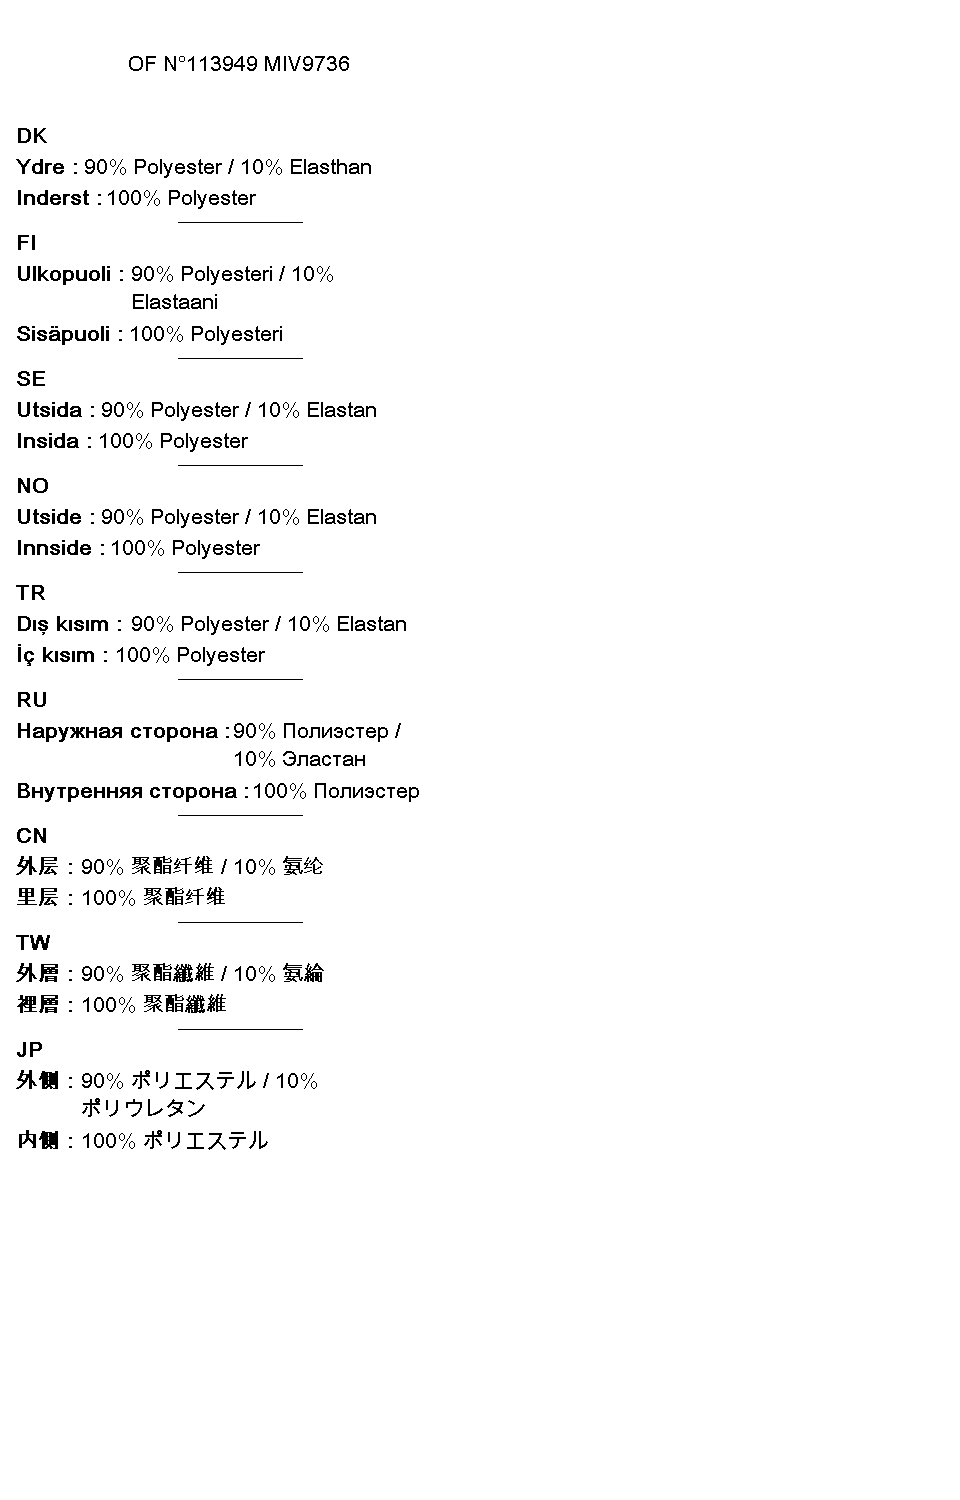 OF N°113949 MIV9736
DK
Ydre : 90% Polyester / 10% Elasthan
Inderst : 100% Polyester
FI
Ulkopuoli : 90% Polyesteri / 10%
Elastaani
Sisäpuoli : 100% Polyesteri
SE
Utsida : 90% Polyester / 10% Elastan
Insida : 100% Polyester
NO
Utside : 90% Polyester / 10% Elastan
Innside : 100% Polyester
TR
Dış kısım : 90% Polyester / 10% Elastan
İç kısım : 100% Polyester
RU
Наружная сторона : 90% Полиэстер /
10% Эластан
Внутренняя сторона : 100% Полиэстер
CN
外层 : 90% 聚酯纤维 / 10% 氨纶
里层 : 100% 聚酯纤维
TW
外層 : 90% 聚酯纖維 / 10% 氨綸
裡層 : 100% 聚酯纖維
JP
外側 : 90% ポリエステル / 10%
ポリウレタン
内側 : 100% ポリエステル